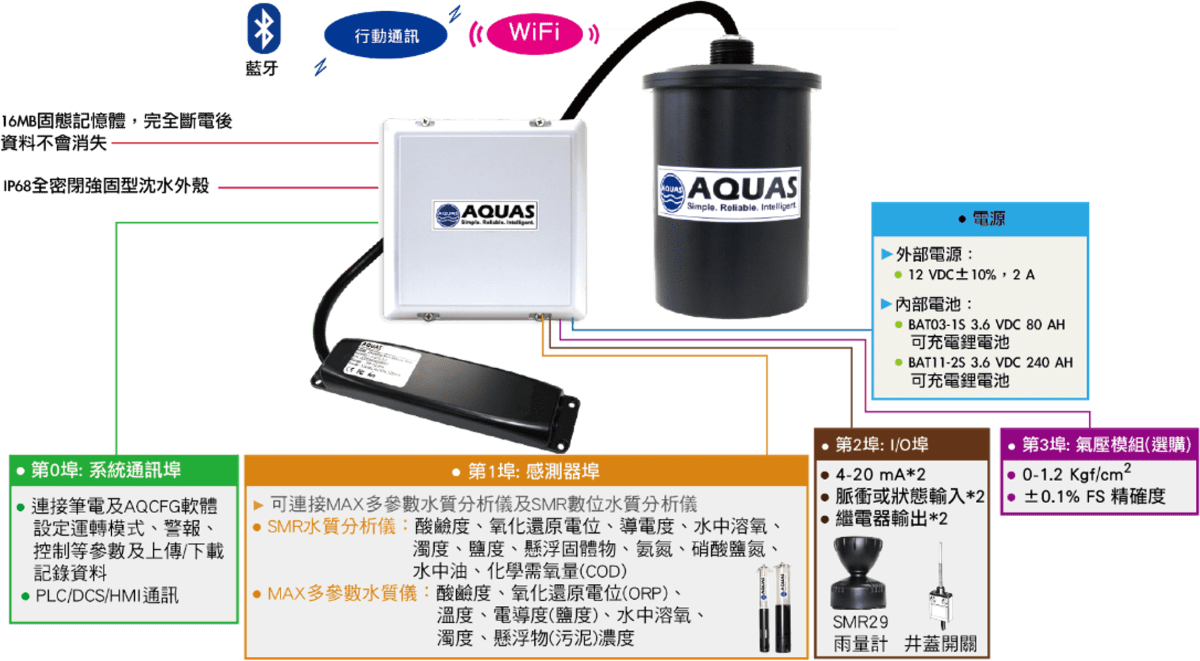 藍牙
行動通訊
WiFi
16MB固態記憶體，完全斷電後
資料不會消失
IP68全密閉強固型沈水外殼
AQUAS
Simple. Reliable. Intelligent.
AQUAS
AQUAS
Simple. Reliable. Intelligent.
AQUAS
AQUAS
● 電源
▶外部電源：
● 12 VDC±10%，2 A
▶內部電池：
● BAT03-1S 3.6 VDC 80 AH
可充電鋰電池
● BAT11-2S 3.6 VDC 240 AH
可充電鋰電池
● 第0埠: 系統通訊埠
● 連接筆電及AQCFG軟體
設定運轉模式、警報、
控制等參數及上傳/下載
記錄資料
● PLC/DCS/HMI通訊
● 第1埠: 感測器埠
▶ 可連接MAX多參數水質分析儀及SMR數位水質分析儀
● SMR水質分析儀：酸鹼度、氧化還原電位、導電度、水中溶氧、
濁度、鹽度、懸浮固體物、氨氮、硝酸鹽氮、
水中油、化學需氧量(COD)
● MAX多參數水質儀：酸鹼度、氧化還原電位(ORP)、
溫度、電導度(鹽度)、水中溶氧、
濁度、懸浮物(污泥)濃度
AQUAS
AQUAS
● 第2埠: I/O埠
● 4-20 mA*2
● 脈衝或狀態輸入*2
● 繼電器輸出*2
SMR29
雨量計
井蓋開關
● 第3埠: 氣壓模組(選購)
● 0-1.2 Kgf/cm2
● ±0.1% FS 精確度